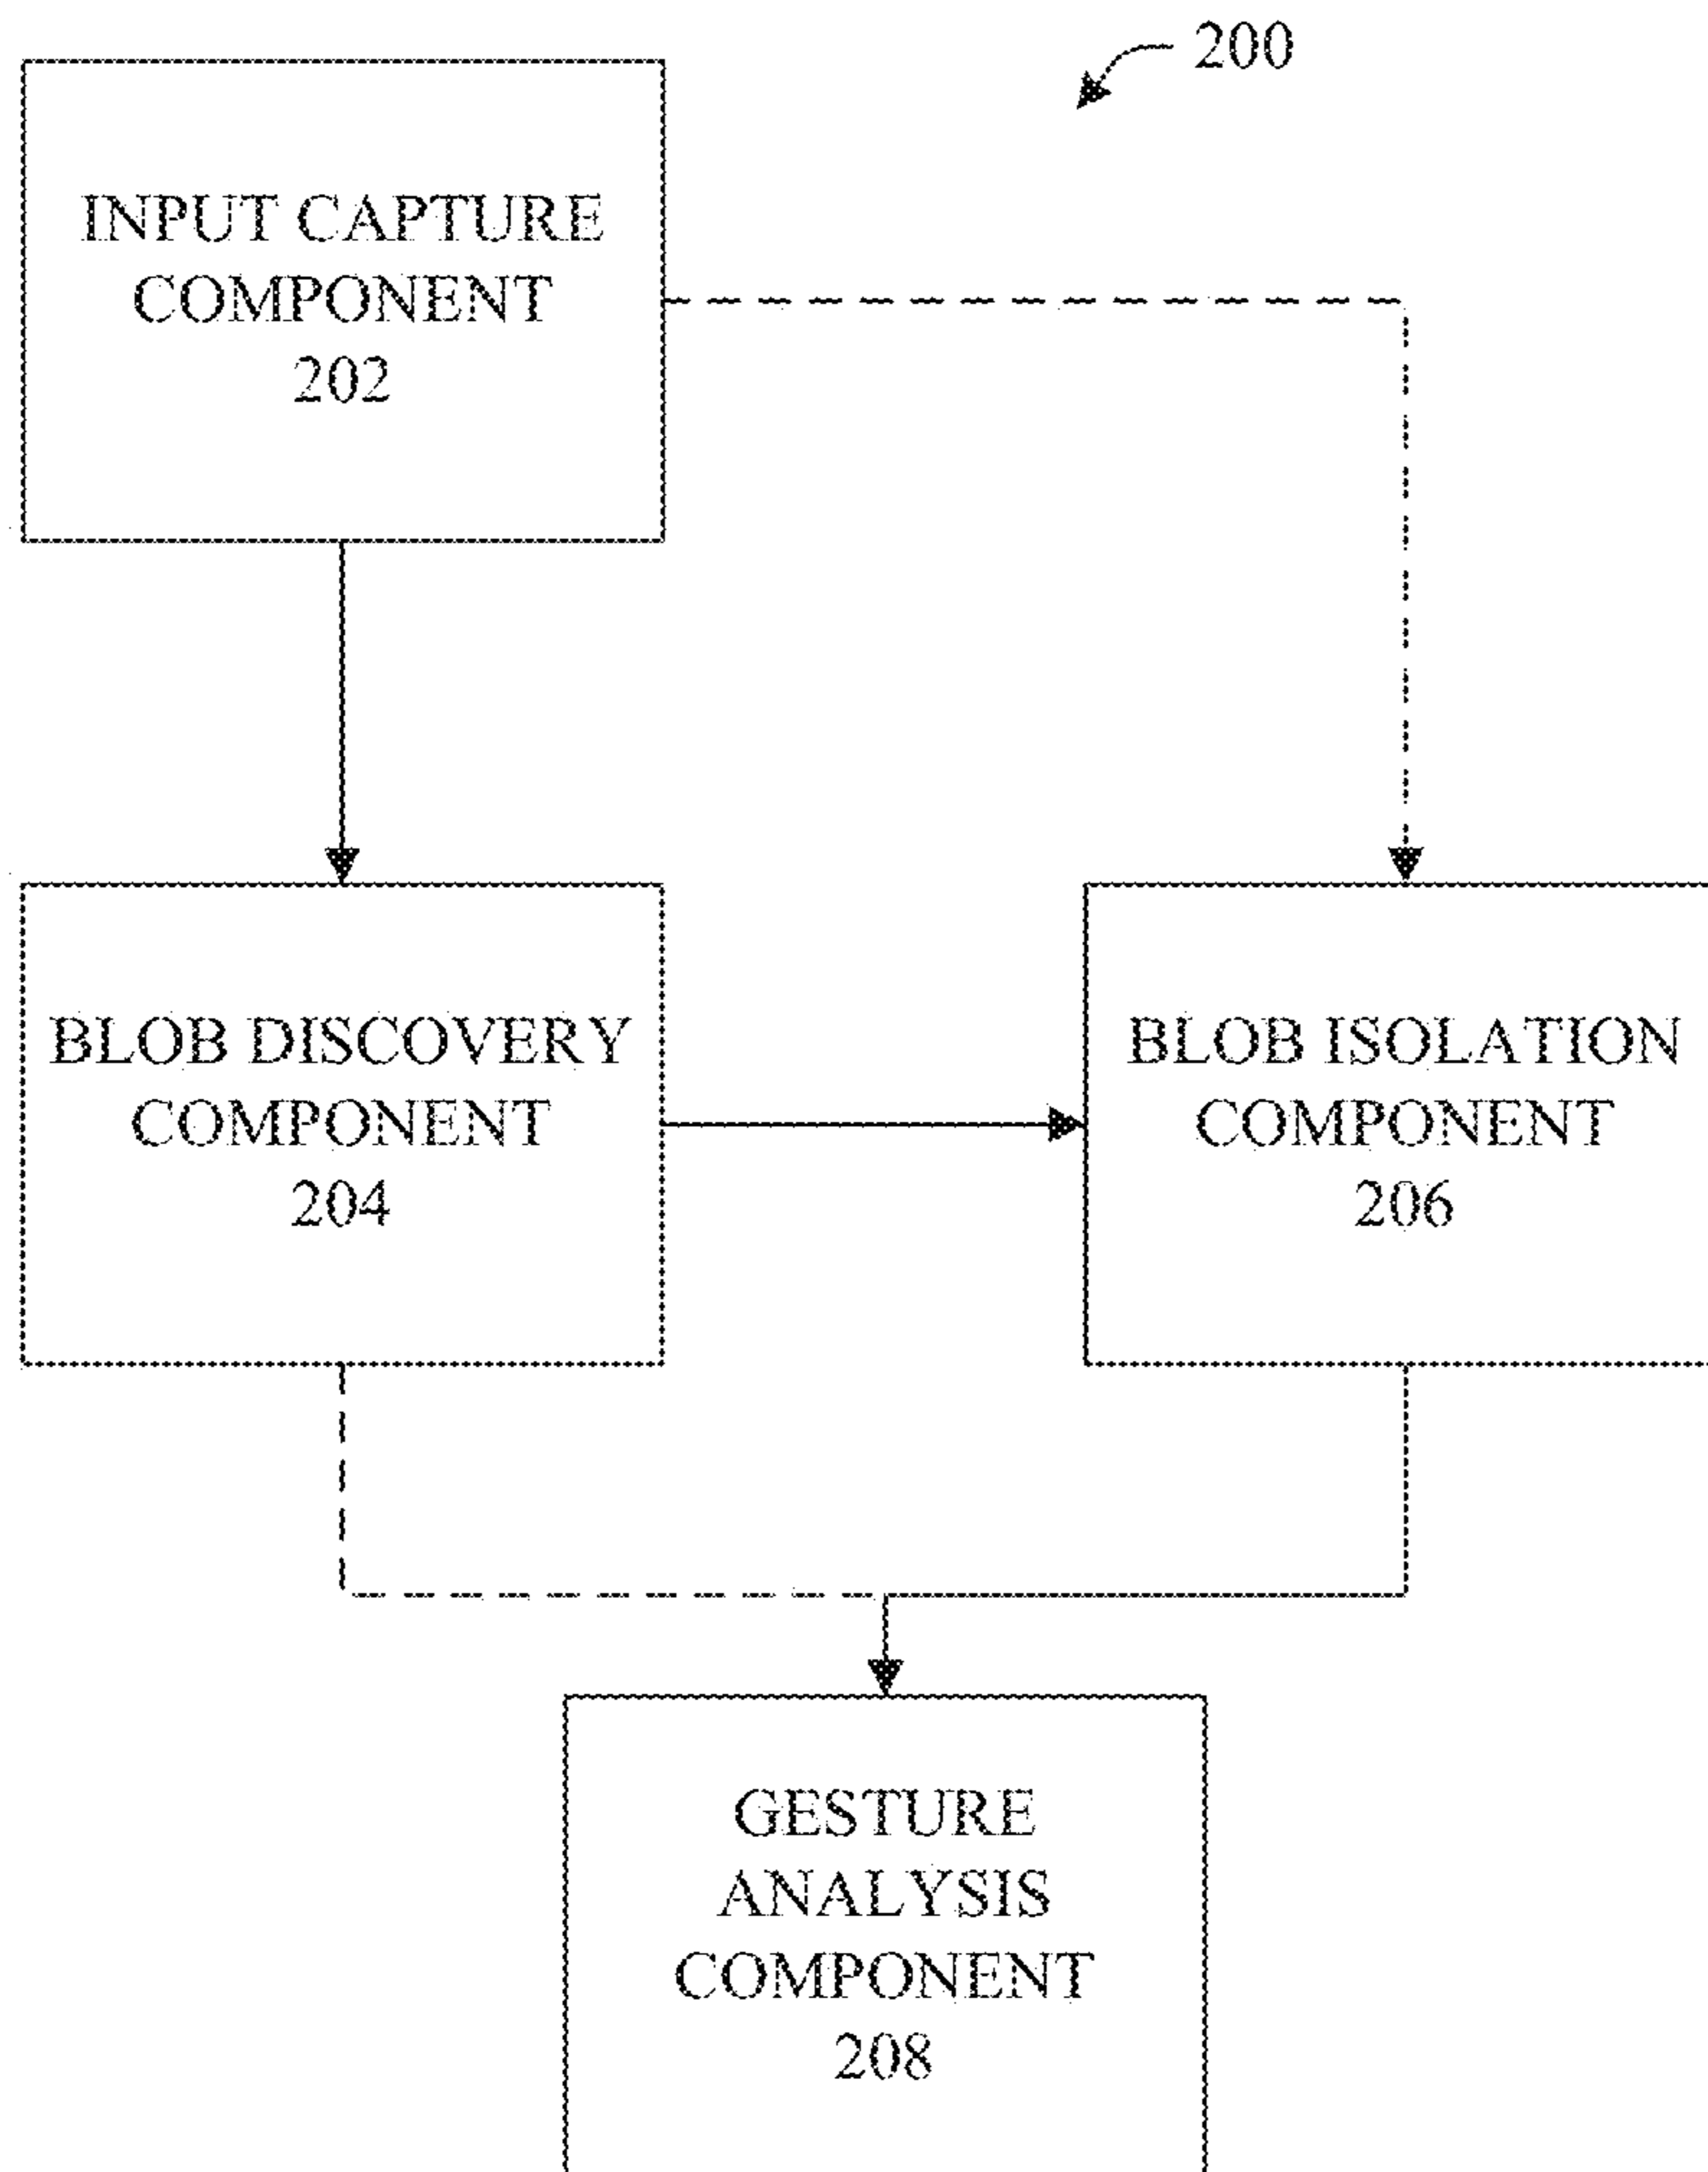 200
INPUT CAPTURE
COMPONENT
202
BLOB DISCOVERY
COMPONENT
204
BLOB ISOLATION
COMPONENT
206
GESTURE
ANALYSIS
COMPONENT
208